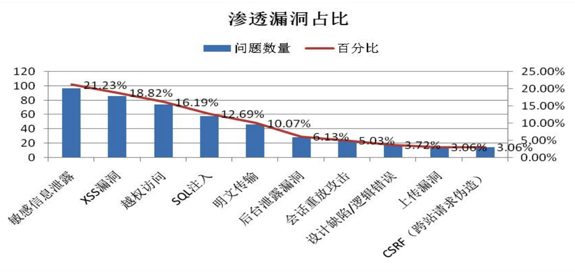 渗透漏洞占比
问题数量 百分比
120 25.00%
100 20.00%
80 15.00%
60 10.00%
40 5.00%
20 0.00%
0
21.23%
18.82%
16.19%
12.69%
10.07%
6.13%
5.03%
3.72%
3.06%
3.06%
敏感信息泄露
XSS漏洞
越权访问
SQL注入
明文传输
后台泄露漏洞
会话重放攻击
设计缺陷/逻辑错误
上传漏洞
CSRF（跨站请求伪造）